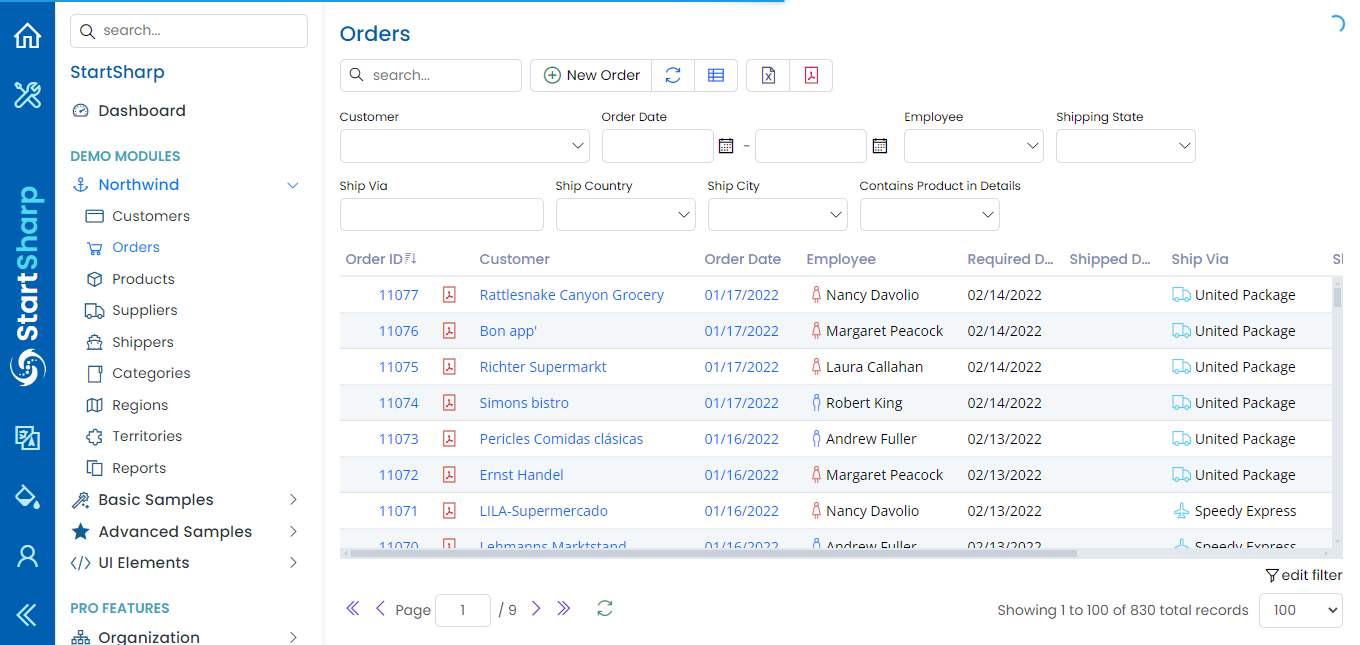 search...
StartSharp
Dashboard
DEMO MODULES
Northwind
Customers
Orders
Products
Suppliers
Shippers
Categories
Regions
Territories
Reports
Basic Samples
Advanced Samples
UI Elements
PRO FEATURES
Organization
StartSharp
Orders
search...
New Order
Customer
Order Date
Employee
Shipping State
-
Ship Via
Ship Country
Ship City
Contains Product in Details
Order ID Customer Order Date Employee Required D... Shipped D... Ship Via
11077 Rattlesnake Canyon Grocery 01/17/2022 Nancy Davolio 02/14/2022 United Package
11076 Bon app' 01/17/2022 Margaret Peacock 02/14/2022 United Package
11075 Richter Supermarkt 01/17/2022 Laura Callahan 02/14/2022 United Package
11074 Simons bistro 01/17/2022 Robert King 02/14/2022 United Package
11073 Pericles Comidas clásicas 01/16/2022 Andrew Fuller 02/13/2022 United Package
11072 Ernst Handel 01/16/2022 Margaret Peacock 02/13/2022 United Package
11071 LILA-Supermercado 01/16/2022 Nancy Davolio 02/13/2022 Speedy Express
11070 Lehmanns Marktstand 01/16/2022 Andrew Fuller 02/13/2022 Speedy Express
edit filter
Page 1 / 9
Showing 1 to 100 of 830 total records 100